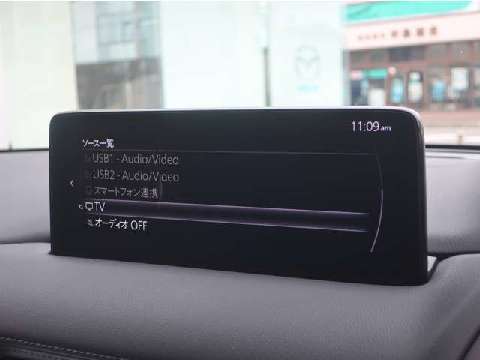 11:09am
ソース一覧
USB1 - Audio/Video
USB2 - Audio/Video
スマートフォン連携
TV
オーディオ OFF